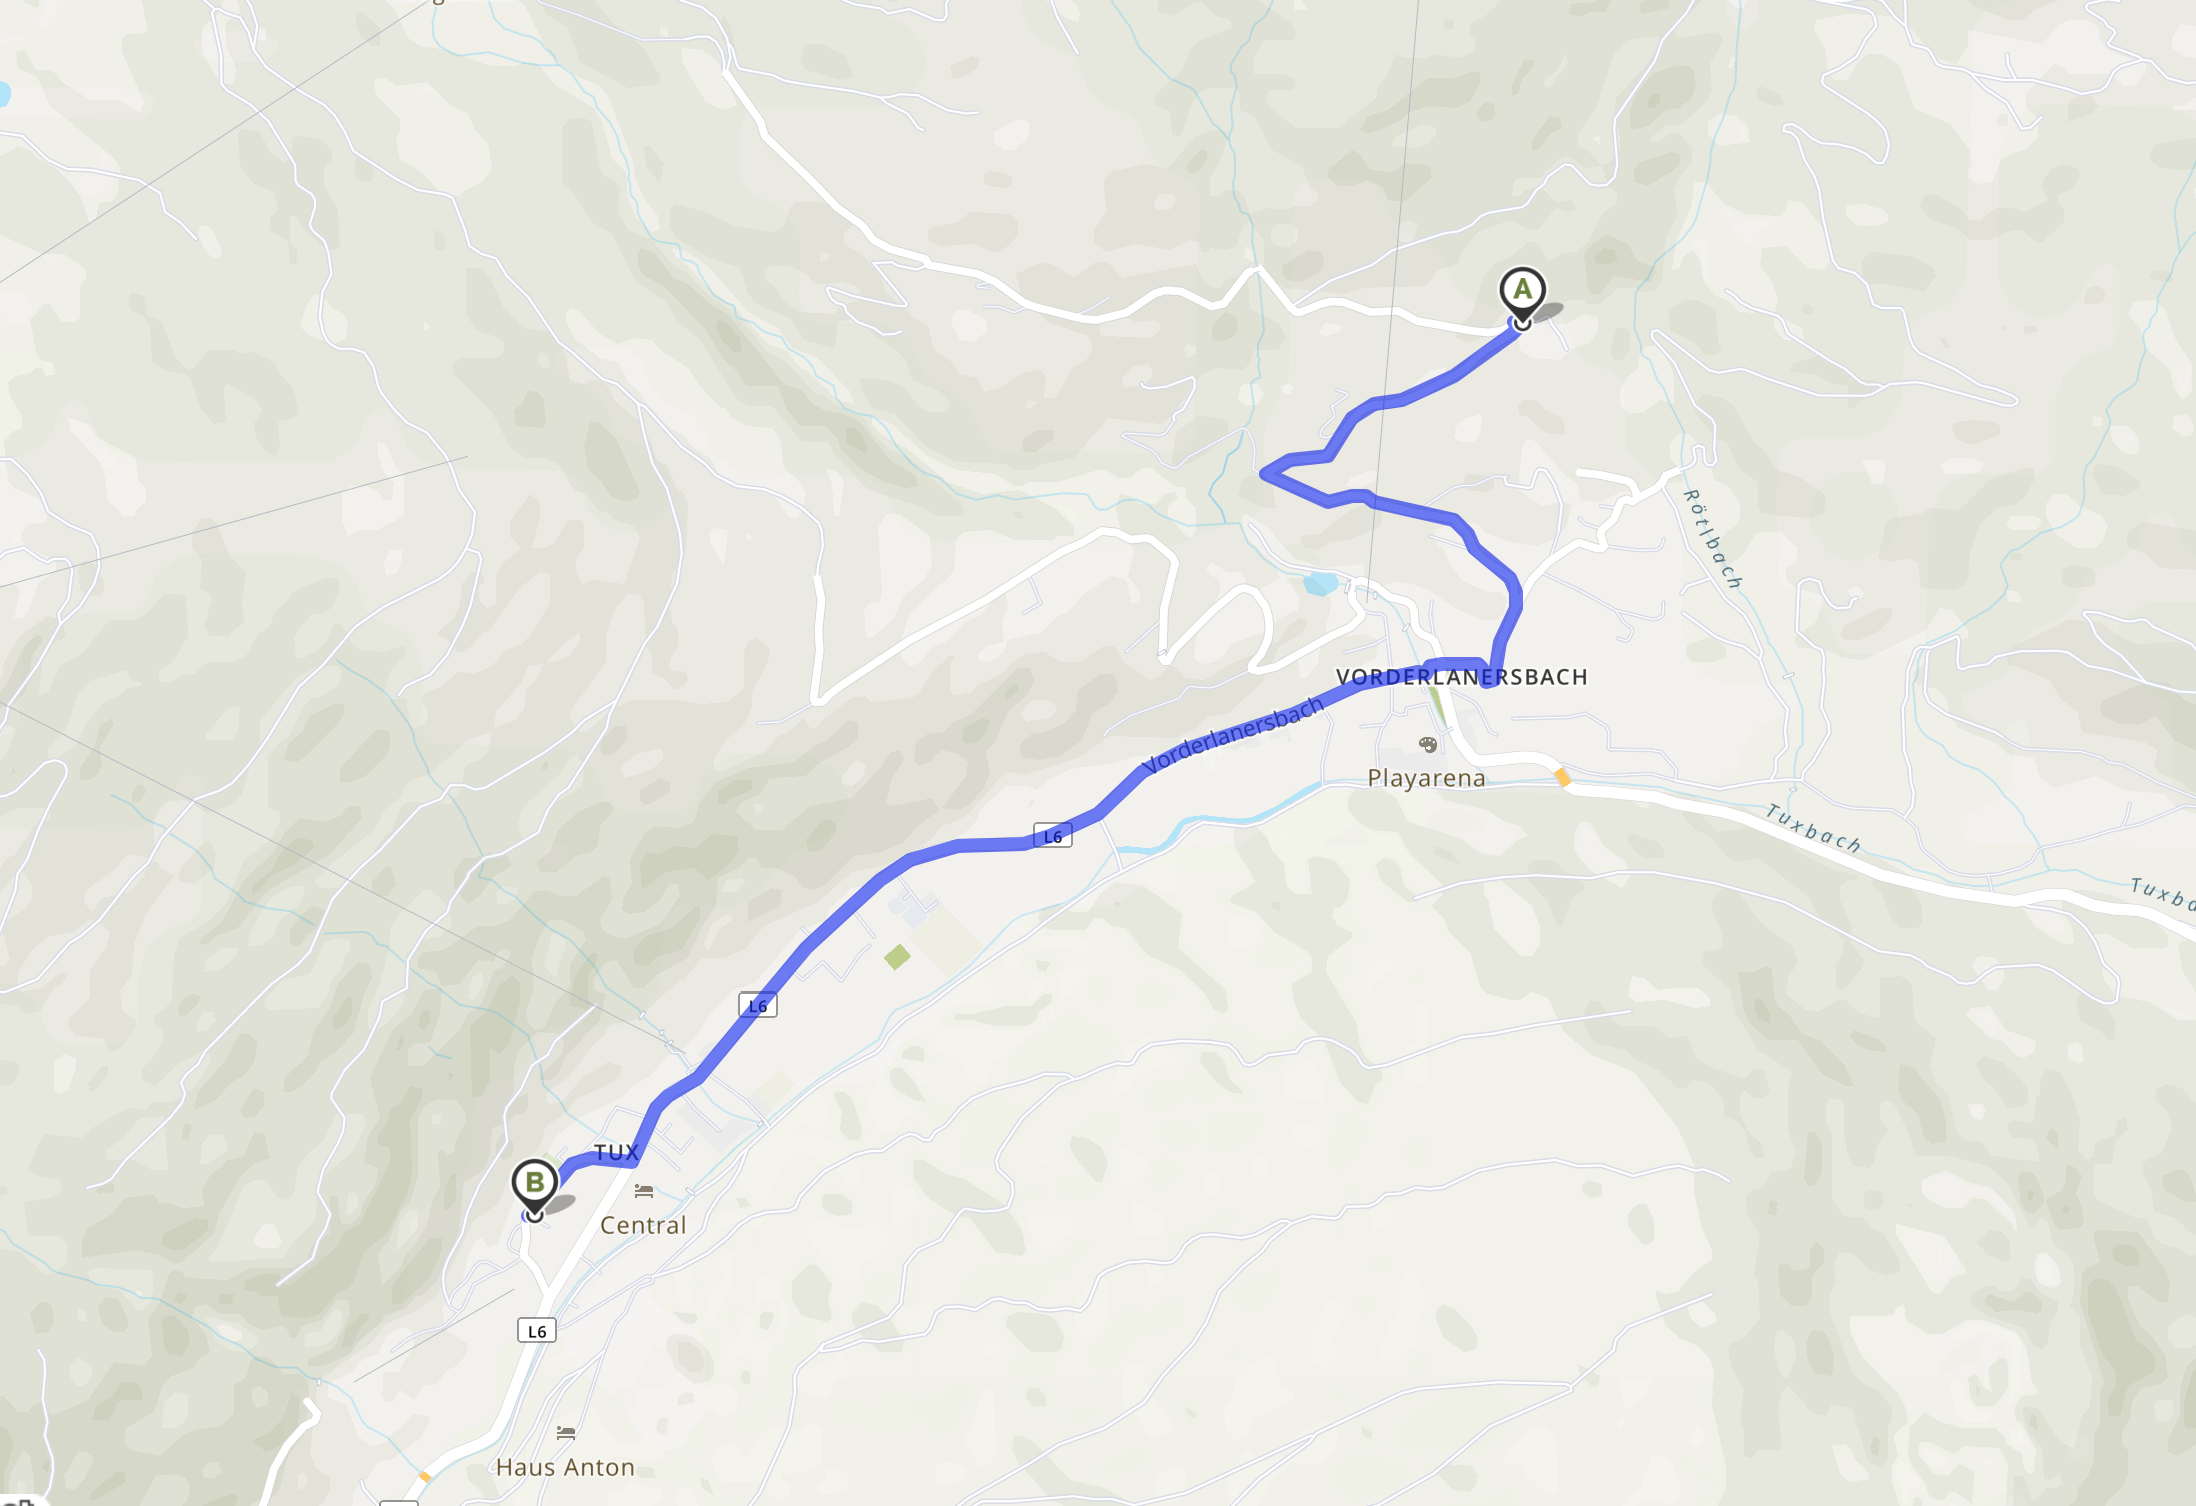 A
Rötlbach
VORDERLANERSBACH
Vorderlanersbach
Playarena
Tuxbach
L6
Tuxba
L6
TUX
B
Central
L6
Haus Anton